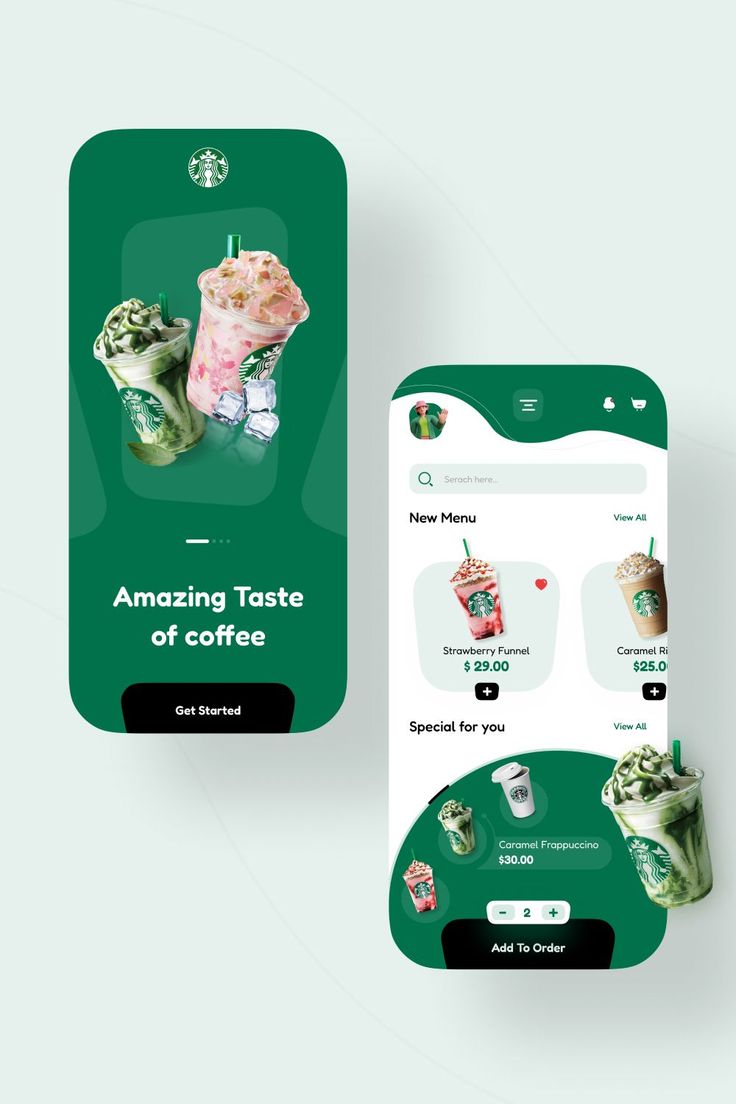 Amazing Taste
of coffee
Get Started
Serach here...
New Menu
View All
Strawberry Funnel
$ 29.00
Caramel Ri
$25.0
Special for you
View All
Caramel Frappuccino
$30.00
- 2 +
Add To Order